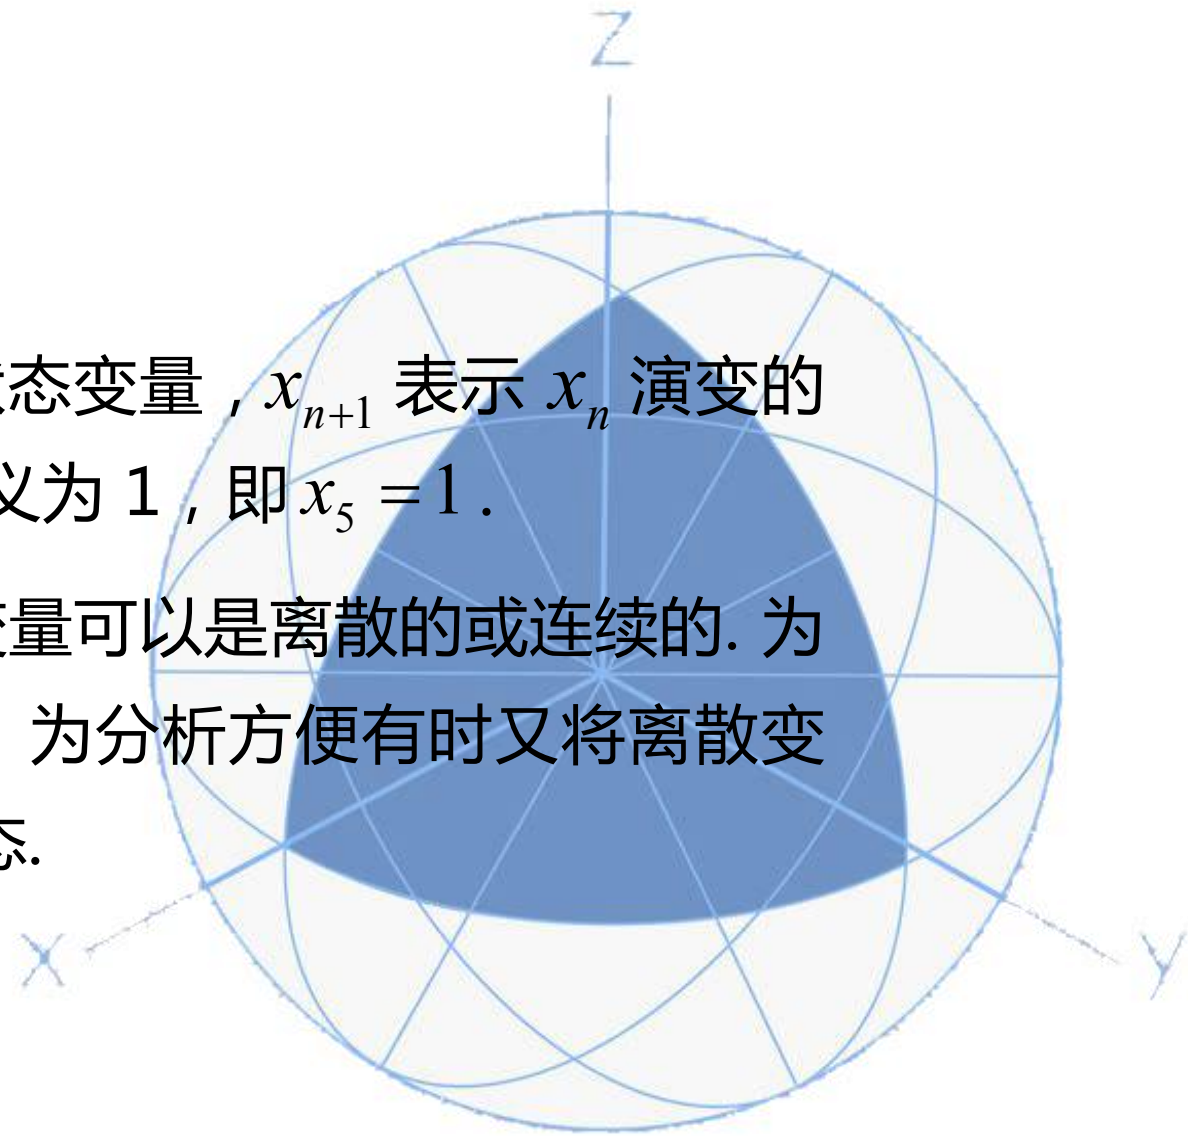 Z
态变量，$x_{n+1}$ 表示 $x_n$ 演变的
义为 1，即 $x_5 = 1$ .
量可以是离散的或连续的. 为
为分析方便有时又将离散变
态.
X
Y